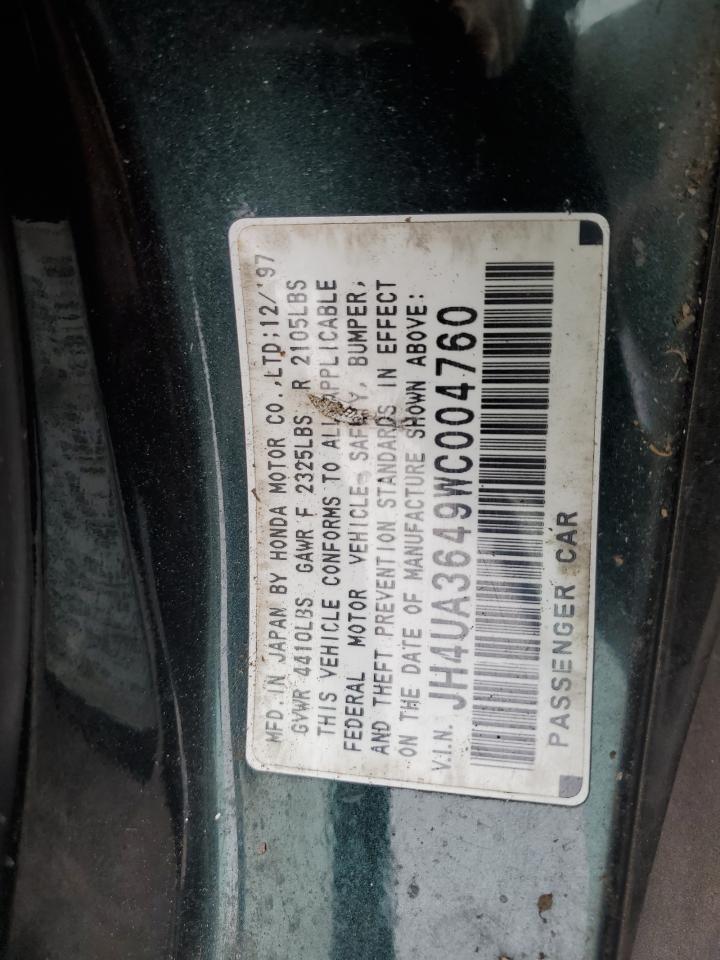 MFD. IN JAPAN BY HONDA MOTOR CO.,LTD:12/'97
GVWR 4410LBS GAWR F 2325LBS R 2105LBS
THIS VEHICLE CONFORMS TO ALL APPLICABLE
FEDERAL MOTOR VEHICLE SAFETY, BUMPER,
AND THEFT PREVENTION STANDARDS IN EFFECT
ON THE DATE OF MANUFACTURE SHOWN ABOVE:
V.I.N. JH4UA3649WC004760
PASSENGER CAR